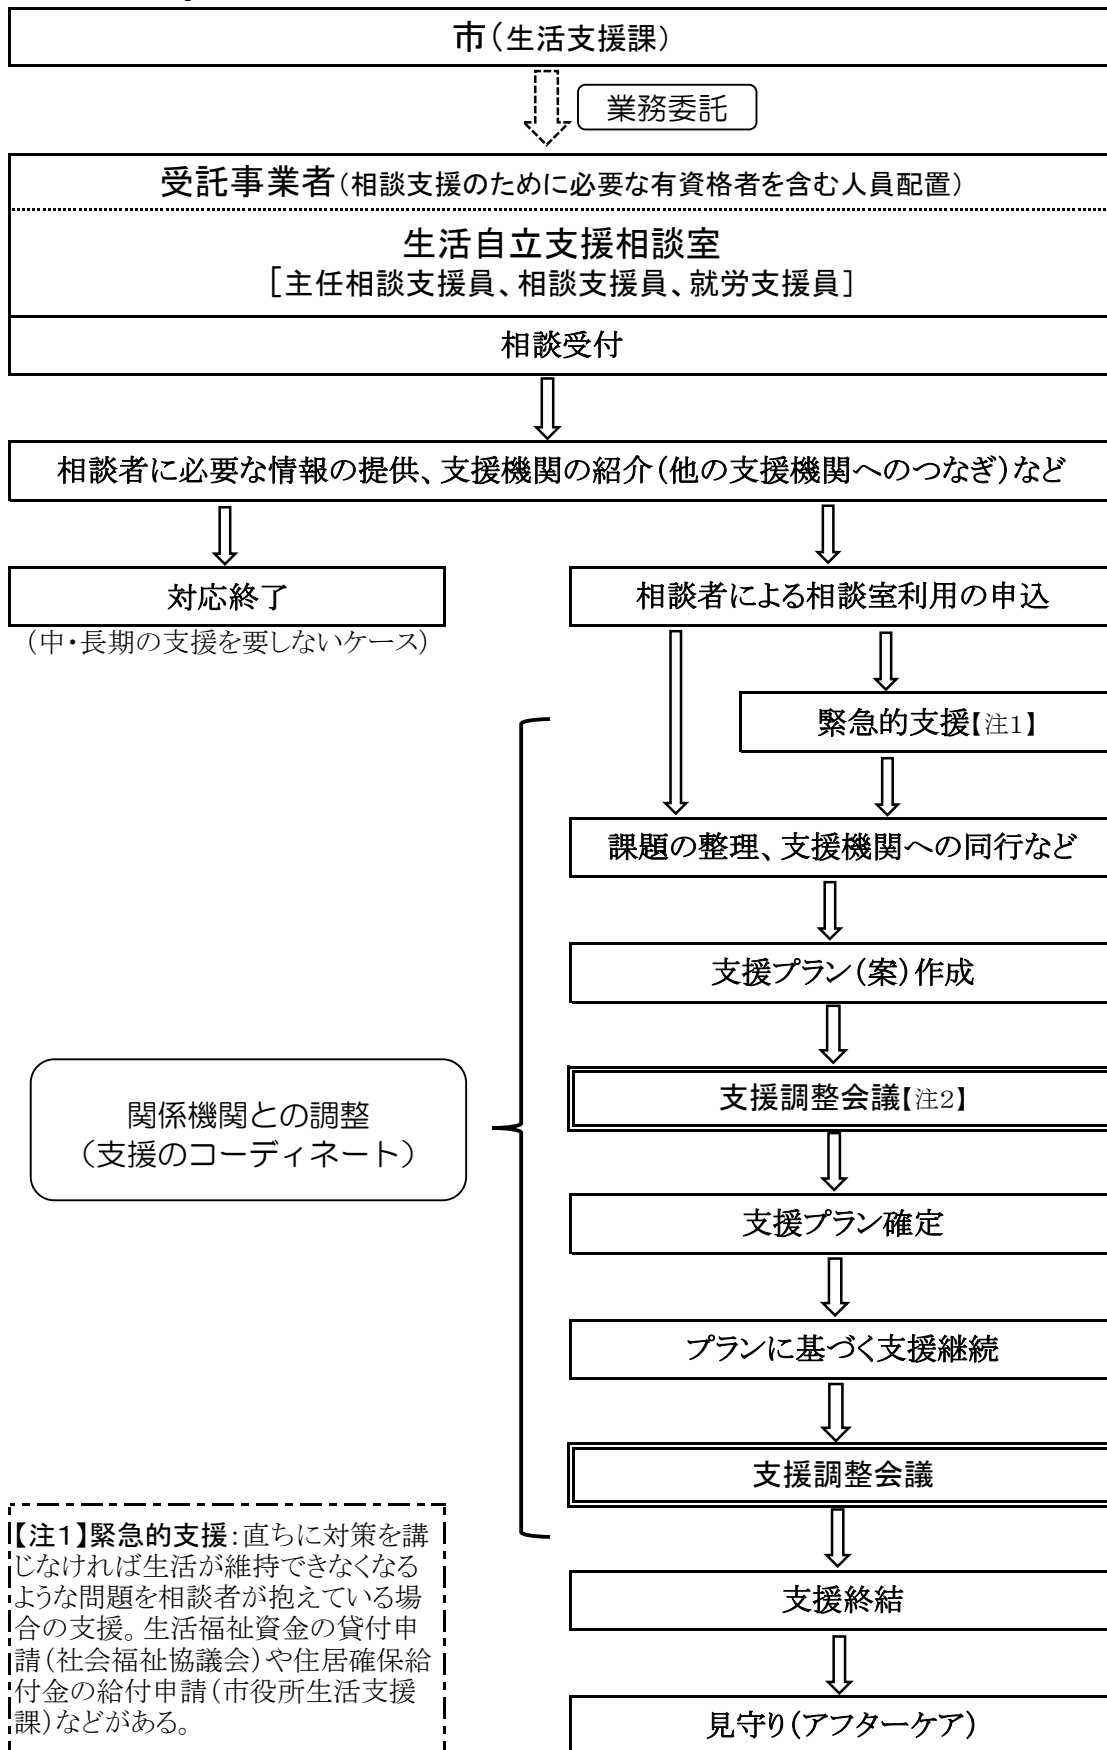 市(生活支援課)
業務委託
受託事業者(相談支援のために必要な有資格者を含む人員配置)
生活自立支援相談室
[主任相談支援員、相談支援員、就労支援員]
相談受付
相談者に必要な情報の提供、支援機関の紹介(他の支援機関へのつなぎ)など
対応終了
(中・長期の支援を要しないケース)
相談者による相談室利用の申込
緊急的支援【注1】
課題の整理、支援機関への同行など
支援プラン(案)作成
支援調整会議【注2】
関係機関との調整
(支援のコーディネート)
支援プラン確定
プランに基づく支援継続
支援調整会議
支援終結
見守り(アフターケア)
【注1】緊急的支援:直ちに対策を講
じなければ生活が維持できなくなる
ような問題を相談者が抱えている場
合の支援。生活福祉資金の貸付申
請(社会福祉協議会)や住居確保給
付金の給付申請(市役所生活支援
課)などがある。